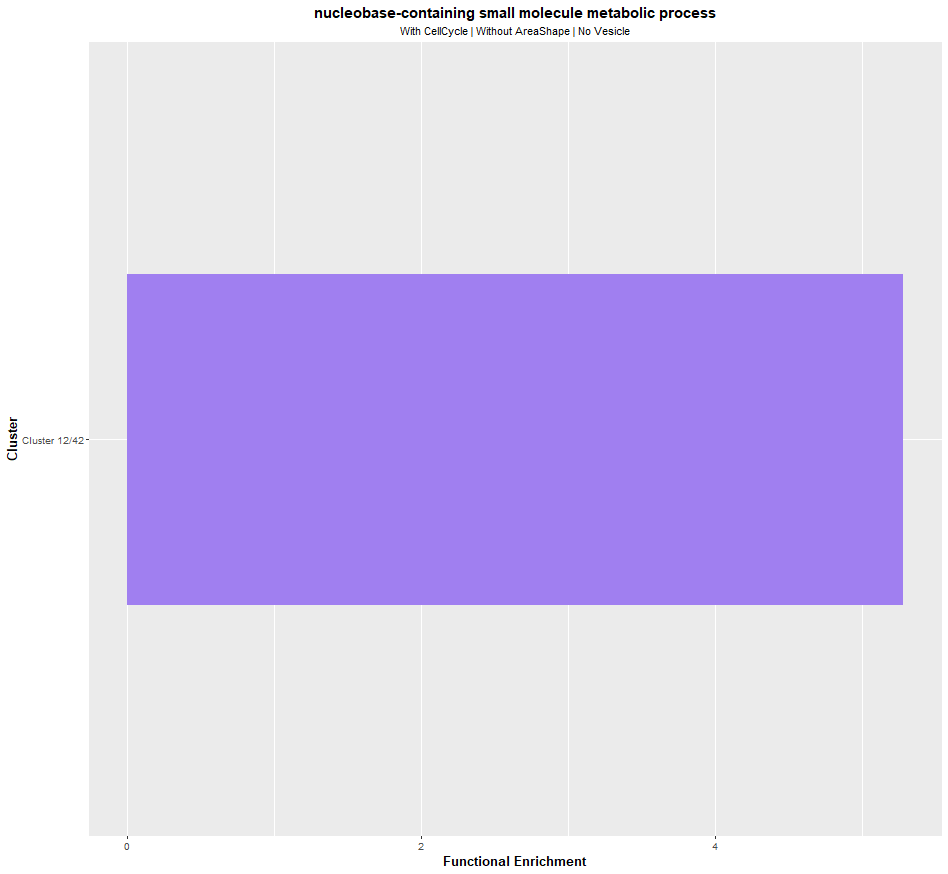 nucleobase-containing small molecule metabolic process
With CellCycle | Without AreaShape | No Vesicle
Cluster
Cluster 12/42
0 2 4
Functional Enrichment